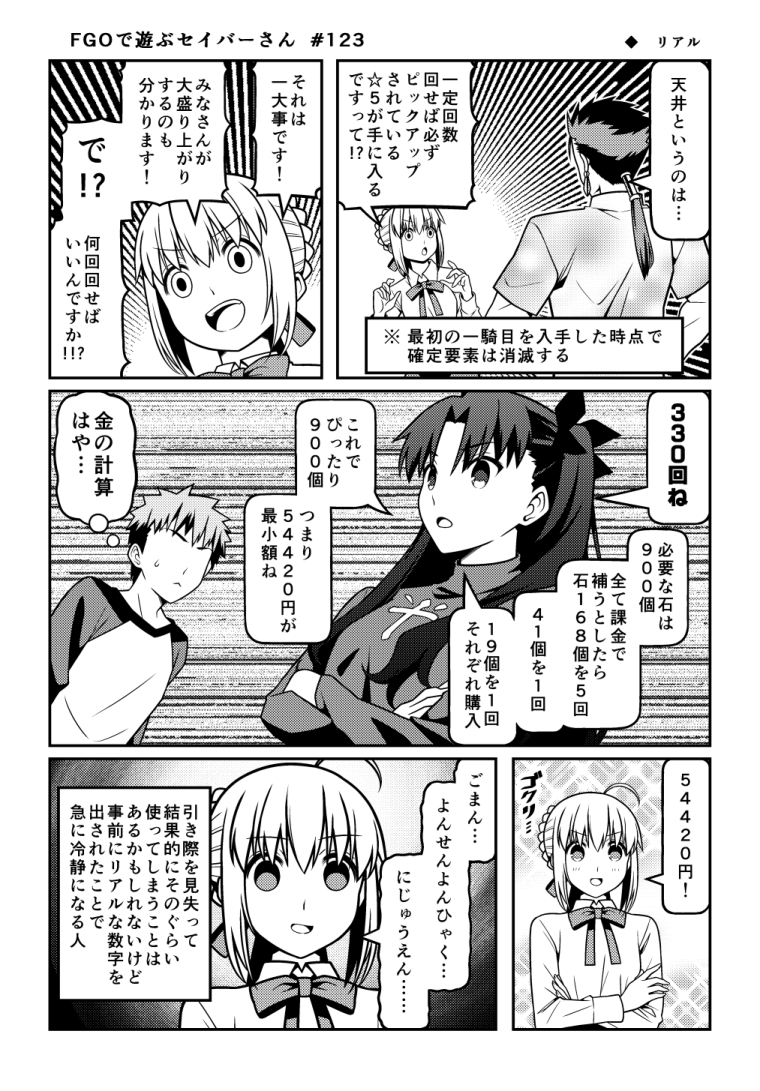 FGOで遊ぶセイバーさん #123
◆ リアル
天井というのは…
一定回数
回せば必ず
ピックアップ
されている
☆5が手に入る
ですって!?
※ 最初の一騎目を入手した時点で
確定要素は消滅する
それは
一大事です！
みなさんが
大盛り上がり
するのも
分かります！
で!?
何回回せば
いいんですか
!!?
330回ね
必要な石は
900個
全て課金で
補うとしたら
石168個を5回
41個を1回
19個を1回
それぞれ購入
これで
ぴったり
900個
つまり
54420円が
最小額ね
金の計算
はや…
54420円！
ゴクリ…
ごまん…
よんせんよんひゃく…
にじゅうえん……
引き際を見失って
結果的にそのぐらい
使ってしまうことは
あるかもしれないけど
事前にリアルな数字を
出されたことで
急に冷静になる人